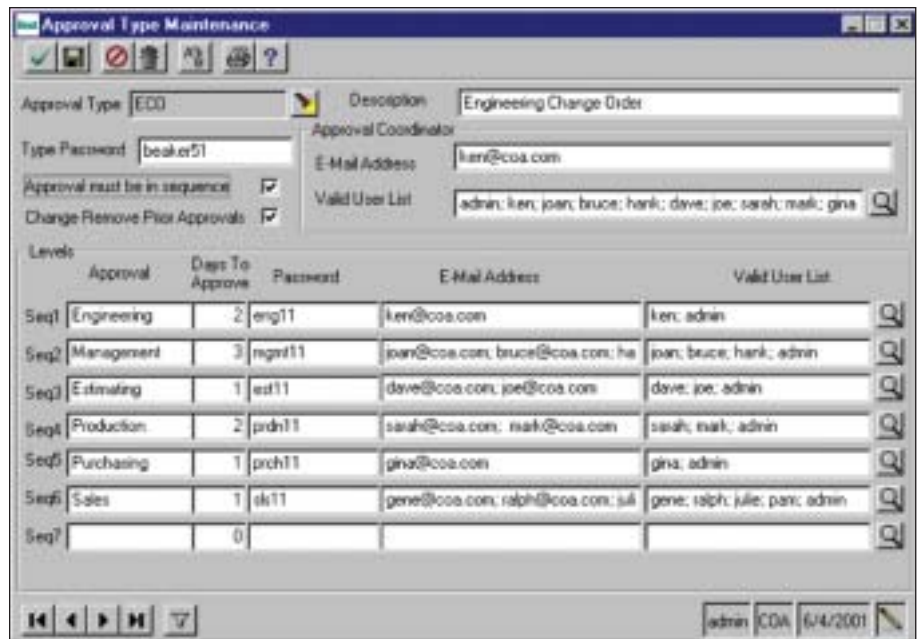 Approval Type Maintenance
Approval Type ECO Description Engineering Change Order
Approval Coordinator
Type Password beaker51 E-Mail Address ken@coa.com
Approval must be in sequence
Valid User List admin; ken; joan; bruce; hank; dave; joe; sarah; mark; gina
Change Remove Prior Approvals
Levels
Approval Days To Approve Password E-Mail Address Valid User List
Seq1 Engineering 2 eng11 ken@coa.com ken; admin
Seq2 Management 3 mgmt11 joan@coa.com; bruce@coa.com; ha joan; bruce; hank; admin
Seq3 Estimating 1 est11 dave@coa.com; joe@coa.com dave; joe; admin
Seq4 Production 2 prdn11 sarah@coa.com; mark@coa.com sarah; mark; admin
Seq5 Purchasing 1 prch11 gina@coa.com gina; admin
Seq6 Sales 1 sls11 gene@coa.com; ralph@coa.com; juli gene; ralph; julie; pam; admin
Seq7 0
admin COA 6/4/2001